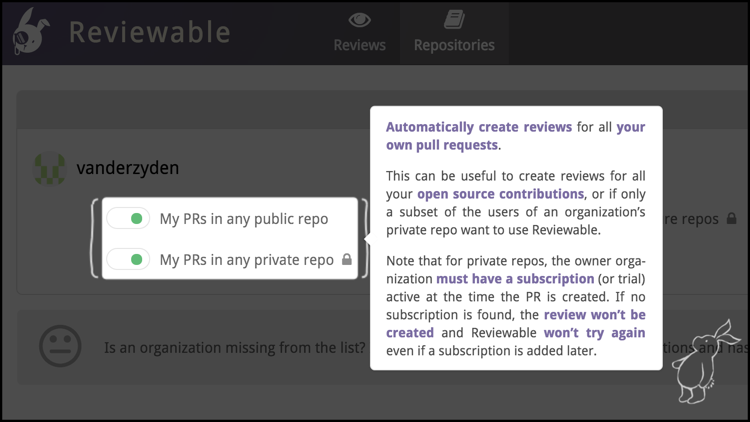 Reviewable
Reviews
Repositories
vanderzyden
My PRs in any public repo
My PRs in any private repo
re repos
Automatically create reviews for all your
own pull requests.
This can be useful to create reviews for all
your open source contributions, or if only
a subset of the users of an organization's
private repo want to use Reviewable.
Note that for private repos, the owner orga-
nization must have a subscription (or trial)
active at the time the PR is created. If no
subscription is found, the review won't be
created and Reviewable won't try again
even if a subscription is added later.
Is an organization missing from the list?
tions and has